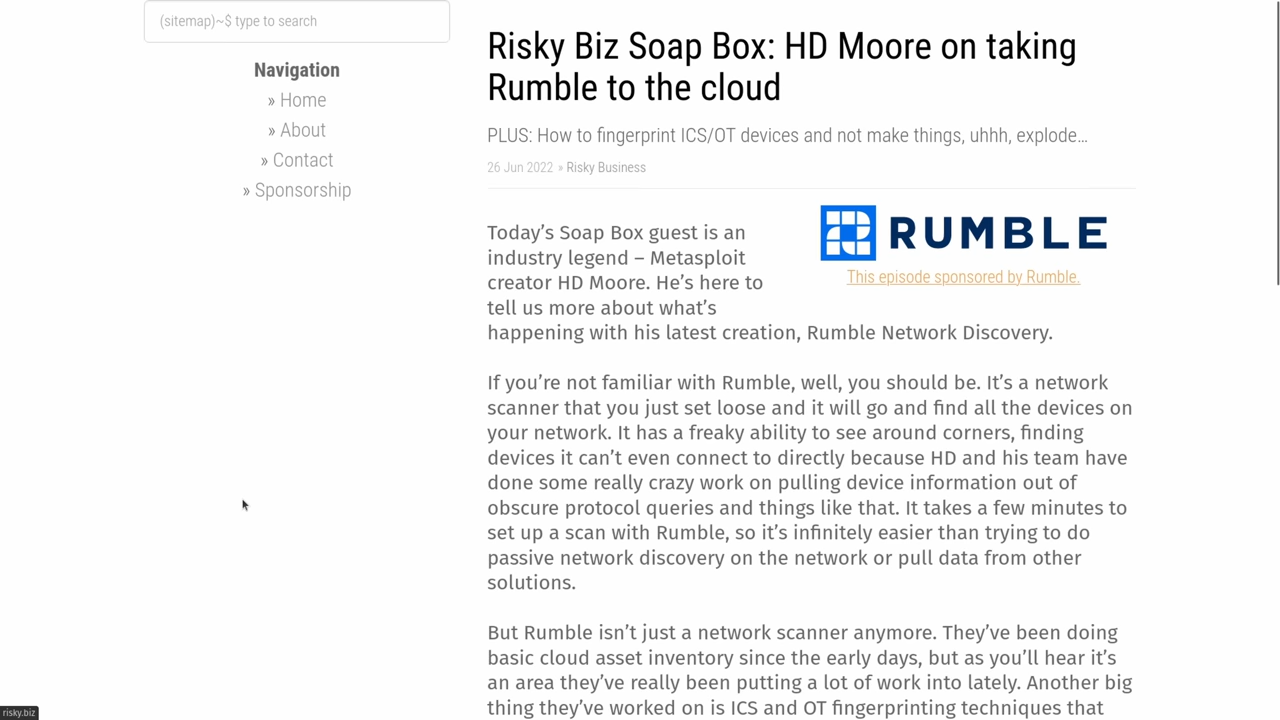 (sitemap)~$ type to search
Navigation
» Home
» About
» Contact
» Sponsorship
Risky Biz Soap Box: HD Moore on taking
Rumble to the cloud
PLUS: How to fingerprint ICS/OT devices and not make things, uhhh, explode...
26 Jun 2022 » Risky Business
RUMBLE
This episode sponsored by Rumble.
Today’s Soap Box guest is an
industry legend – Metasploit
creator HD Moore. He’s here to
tell us more about what’s
happening with his latest creation, Rumble Network Discovery.
If you’re not familiar with Rumble, well, you should be. It’s a network
scanner that you just set loose and it will go and find all the devices on
your network. It has a freaky ability to see around corners, finding
devices it can’t even connect to directly because HD and his team have
done some really crazy work on pulling device information out of
obscure protocol queries and things like that. It takes a few minutes to
set up a scan with Rumble, so it’s infinitely easier than trying to do
passive network discovery on the network or pull data from other
solutions.
But Rumble isn’t just a network scanner anymore. They’ve been doing
basic cloud asset inventory since the early days, but as you’ll hear it’s
an area they’ve really been putting a lot of work into lately. Another big
thing they’ve worked on is ICS and OT fingerprinting techniques that
risky.biz